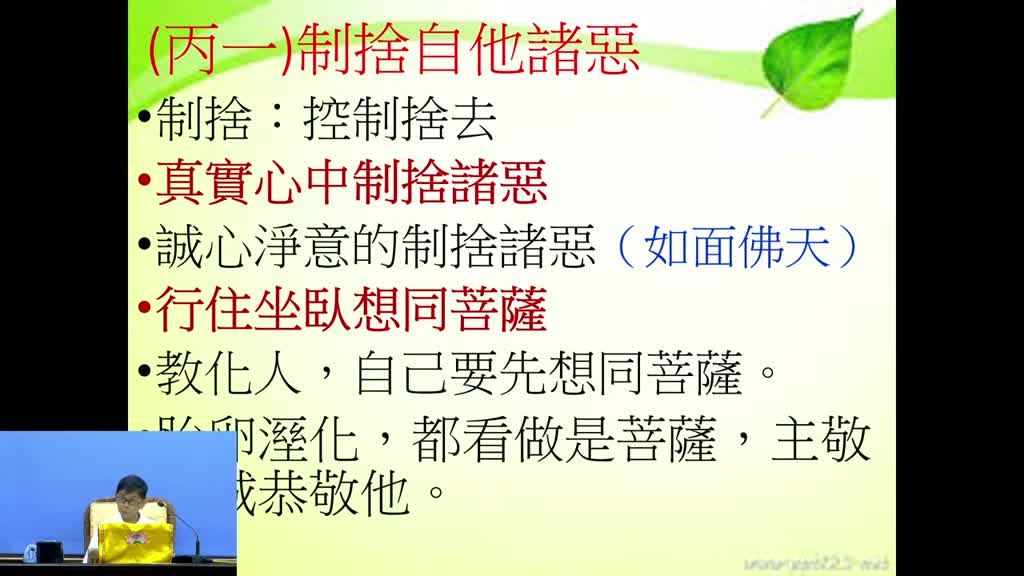 (丙一)制捨自他諸惡
•制捨：控制捨去
•真實心中制捨諸惡
•誠心淨意的制捨諸惡（如面佛天）
•行住坐臥想同菩薩
•教化人，自己要先想同菩薩。
胎卵溼化，都看做是菩薩，主敬
恭敬他。